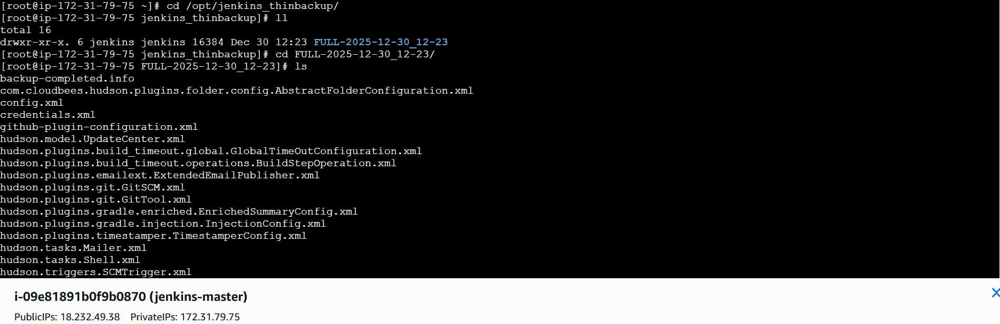 [root@ip-172-31-79-75 ~]# cd /opt/jenkins_thinbackup/
[root@ip-172-31-79-75 jenkins_thinbackup]# ll
total 16
drwxr-xr-x. 6 jenkins jenkins 16384 Dec 30 12:23 FULL-2025-12-30_12-23
[root@ip-172-31-79-75 jenkins_thinbackup]# cd FULL-2025-12-30_12-23/
[root@ip-172-31-79-75 FULL-2025-12-30_12-23]# ls
backup-completed.info
com.cloudbees.hudson.plugins.folder.config.AbstractFolderConfiguration.xml
config.xml
credentials.xml
github-plugin-configuration.xml
hudson.model.UpdateCenter.xml
hudson.plugins.build_timeout.global.GlobalTimeOutConfiguration.xml
hudson.plugins.build_timeout.operations.BuildStepOperation.xml
hudson.plugins.emailext.ExtendedEmailPublisher.xml
hudson.plugins.git.GitSCM.xml
hudson.plugins.git.GitTool.xml
hudson.plugins.gradle.enriched.EnrichedSummaryConfig.xml
hudson.plugins.gradle.injection.InjectionConfig.xml
hudson.plugins.timestamper.TimestamperConfig.xml
hudson.tasks.Mailer.xml
hudson.tasks.Shell.xml
hudson.triggers.SCMTrigger.xml
i-09e81891b0f9b0870 (jenkins-master)
PublicIPs: 18.232.49.38 PrivateIPs: 172.31.79.75